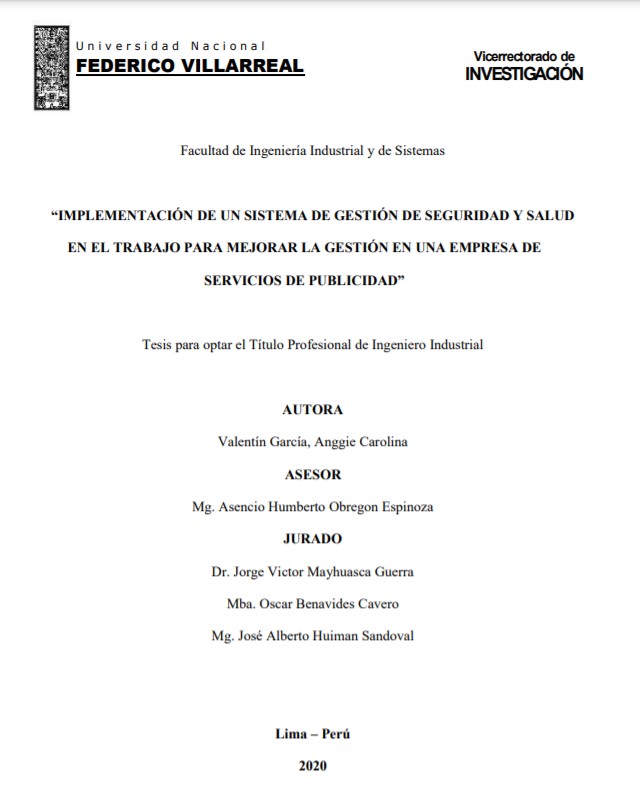 Universidad Nacional
FEDERICO VILLARREAL
Vicerrectorado de
INVESTIGACIÓN
Facultad de Ingeniería Industrial y de Sistemas
“IMPLEMENTACIÓN DE UN SISTEMA DE GESTIÓN DE SEGURIDAD Y SALUD
EN EL TRABAJO PARA MEJORAR LA GESTIÓN EN UNA EMPRESA DE
SERVICIOS DE PUBLICIDAD”
Tesis para optar el Título Profesional de Ingeniero Industrial
AUTORA
Valentín García, Anggie Carolina
ASESOR
Mg. Asencio Humberto Obregon Espinoza
JURADO
Dr. Jorge Victor Mayhuasca Guerra
Mba. Oscar Benavides Cavero
Mg. José Alberto Huiman Sandoval
Lima – Perú
2020